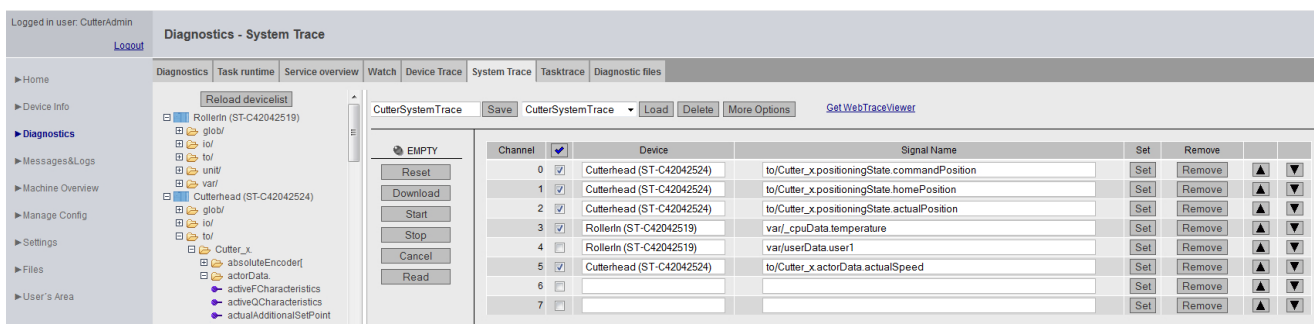 Logged in user: CutterAdmin
Logout
Diagnostics - System Trace
►Home
►Device Info
►Diagnostics
►Messages&Logs
►Machine Overview
►Manage Config
►Settings
►Files
►User's Area
Diagnostics Task runtime Service overview Watch Device Trace System Trace Tasktrace Diagnostic files
Reload devicelist
RollerIn (ST-C42042519)
glob/
io/
to/
unit/
var/
Cutterhead (ST-C42042524)
glob/
io/
to/
Cutter_x.
absoluteEncoder[
actorData.
activeFCharacteristics
activeQCharacteristics
actualAdditionalSetPoint
CutterSystemTrace Save CutterSystemTrace Load Delete More Options Get WebTraceViewer
EMPTY
Reset
Download
Start
Stop
Cancel
Read
Channel Device Signal Name Set Remove
0 Cutterhead (ST-C42042524) to/Cutter_x.positioningState.commandPosition Set Remove
1 Cutterhead (ST-C42042524) to/Cutter_x.positioningState.homePosition Set Remove
2 Cutterhead (ST-C42042524) to/Cutter_x.positioningState.actualPosition Set Remove
3 RollerIn (ST-C42042519) var/_cpuData.temperature Set Remove
4 RollerIn (ST-C42042519) var/userData.user1 Set Remove
5 Cutterhead (ST-C42042524) to/Cutter_x.actorData.actualSpeed Set Remove
6 Set Remove
7 Set Remove